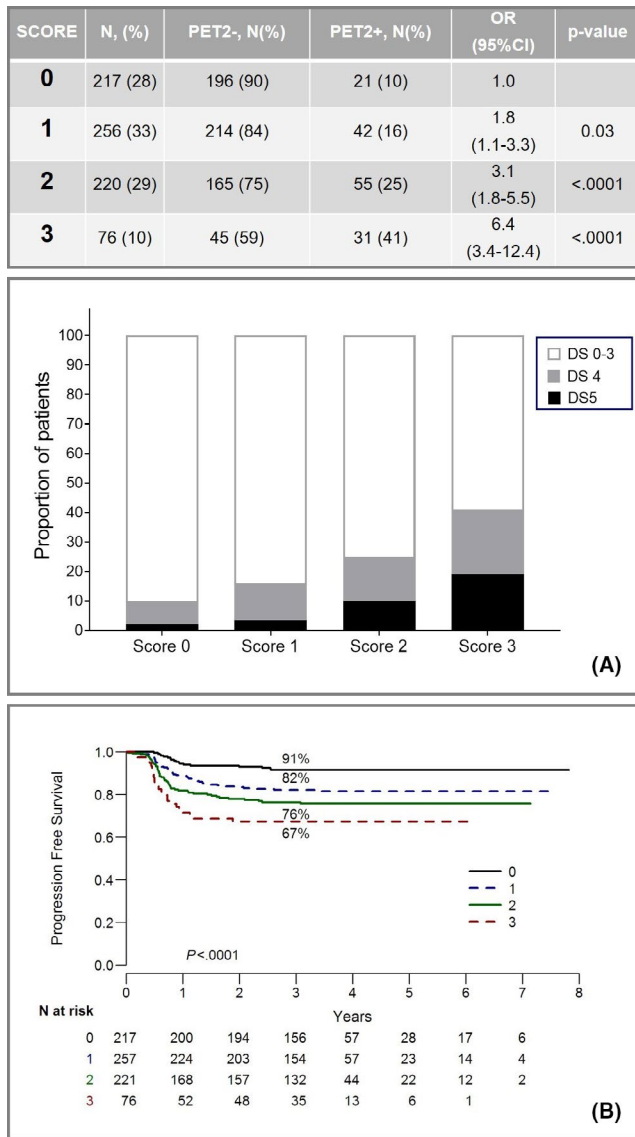 SCORE N, (%) PET2-, N(%) PET2+, N(%) OR (95%CI) p-value
0 217 (28) 196 (90) 21 (10) 1.0
1 256 (33) 214 (84) 42 (16) 1.8 (1.1-3.3) 0.03
2 220 (29) 165 (75) 55 (25) 3.1 (1.8-5.5) <.0001
3 76 (10) 45 (59) 31 (41) 6.4 (3.4-12.4) <.0001
Proportion of patients
100
90
80
70
60
50
40
30
20
10
0
Score 0 Score 1 Score 2 Score 3
DS 0-3
DS 4
DS5
(A)
Progression Free Survival
1.0
0.8
0.6
0.4
0.2
0.0
91%
82%
76%
67%
0
1
2
3
P<.0001
0 1 2 3 4 5 6 7 8
Years
N at risk
0 217 200 194 156 57 28 17 6
1 257 224 203 154 57 23 14 4
2 221 168 157 132 44 22 12 2
3 76 52 48 35 13 6 1
(B)